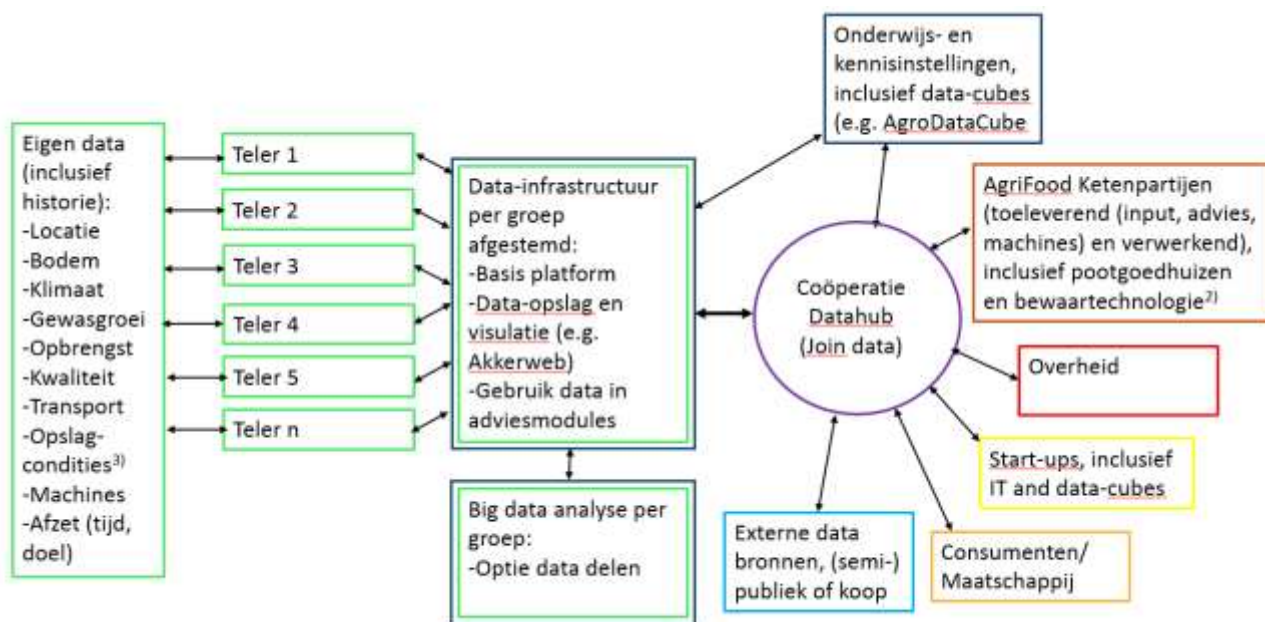 Eigen data
(inclusief
historie):
-Locatie
-Bodem
-Klimaat
-Gewasgroei
-Opbrengst
-Kwaliteit
-Transport
-Opslag-
condities3)
-Machines
-Afzet (tijd,
doel)
Teler 1
Teler 2
Teler 3
Teler 4
Teler 5
Teler n
Data-infrastructuur
per groep
afgestemd:
-Basis platform
-Data-opslag en
visulatie (e.g.
Akkerweb)
-Gebruik data in
adviesmodules
Big data analyse per
groep:
-Optie data delen
Coöperatie
Datahub
(Join data)
Onderwijs- en
kennisinstellingen,
inclusief data-cubes
(e.g. AgroDataCube
AgriFood Ketenpartijen
(toeleverend (input, advies,
machines) en verwerkend),
inclusief pootgoedhuizen
en bewaartechnologie2)
Overheid
Start-ups, inclusief
IT and data-cubes
Consumenten/
Maatschappij
Externe data
bronnen, (semi-)
publiek of koop